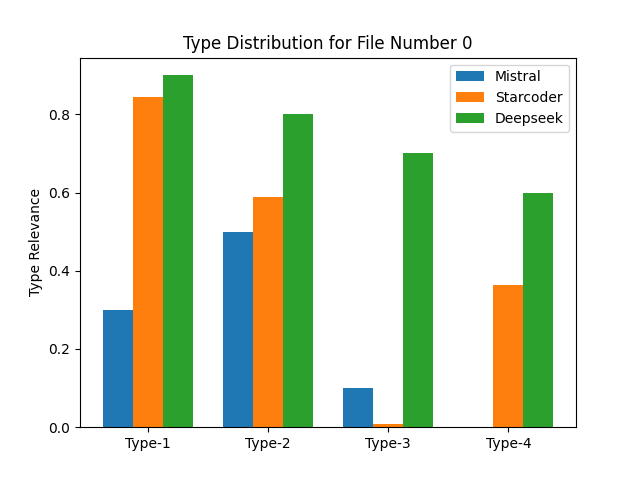 Type Distribution for File Number 0
Mistral
Starcoder
Deepseek
Type Relevance
0.8
0.6
0.4
0.2
0.0
Type-1 Type-2 Type-3 Type-4